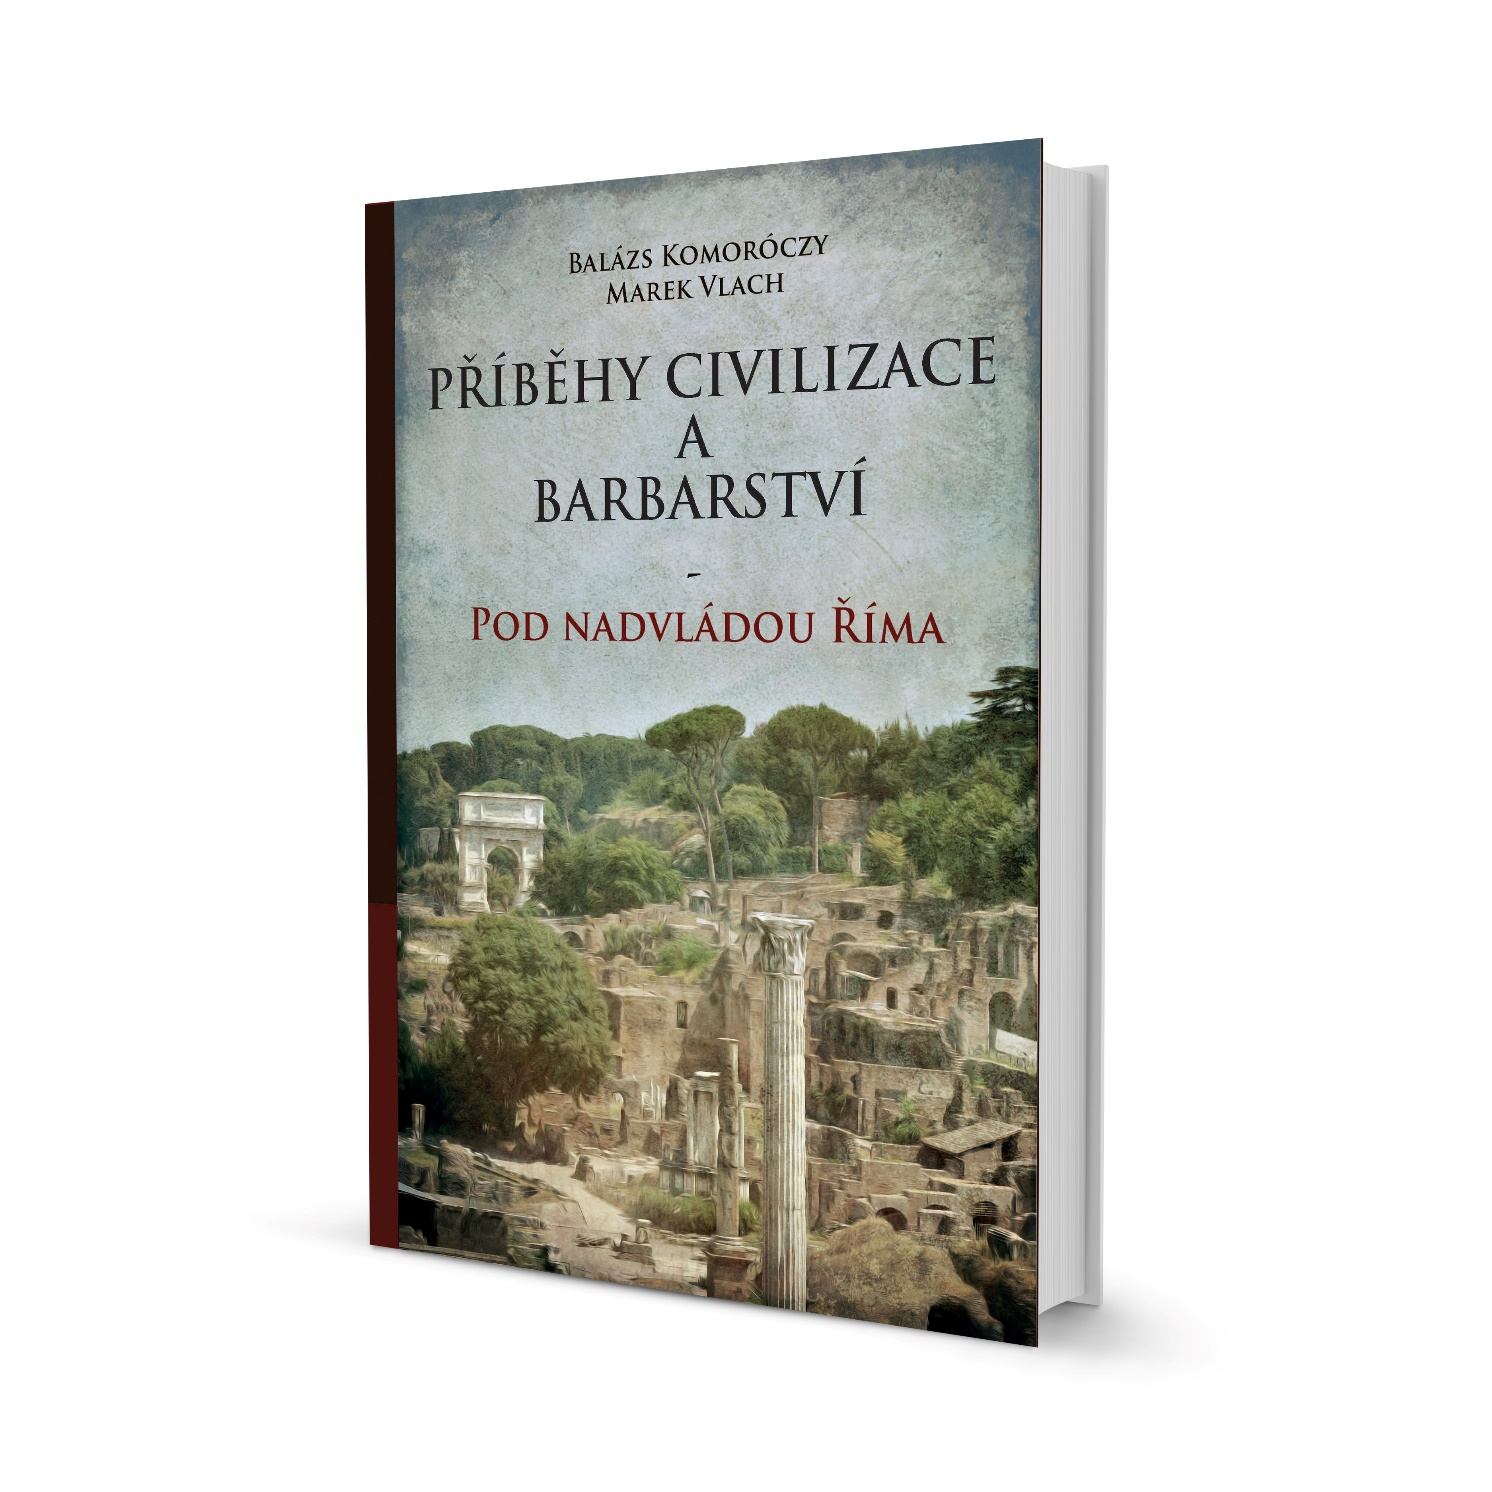 Balázs Komoróczy
Marek Vlach
PŘÍBĚHY CIVILIZACE
A
BARBARSTVÍ
-
Pod nadvládou Říma